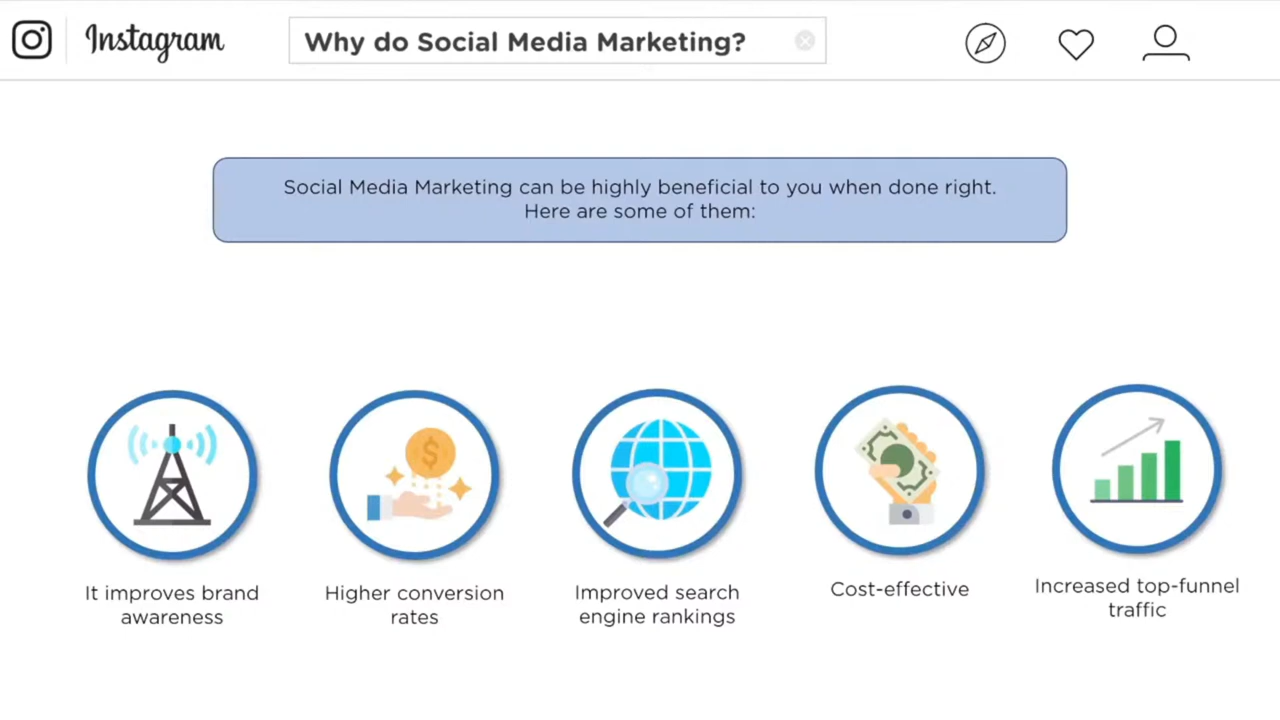 Instagram
Why do Social Media Marketing?
Social Media Marketing can be highly beneficial to you when done right.
Here are some of them:
$
It improves brand
awareness
Higher conversion
rates
Improved search
engine rankings
Cost-effective
Increased top-funnel
traffic